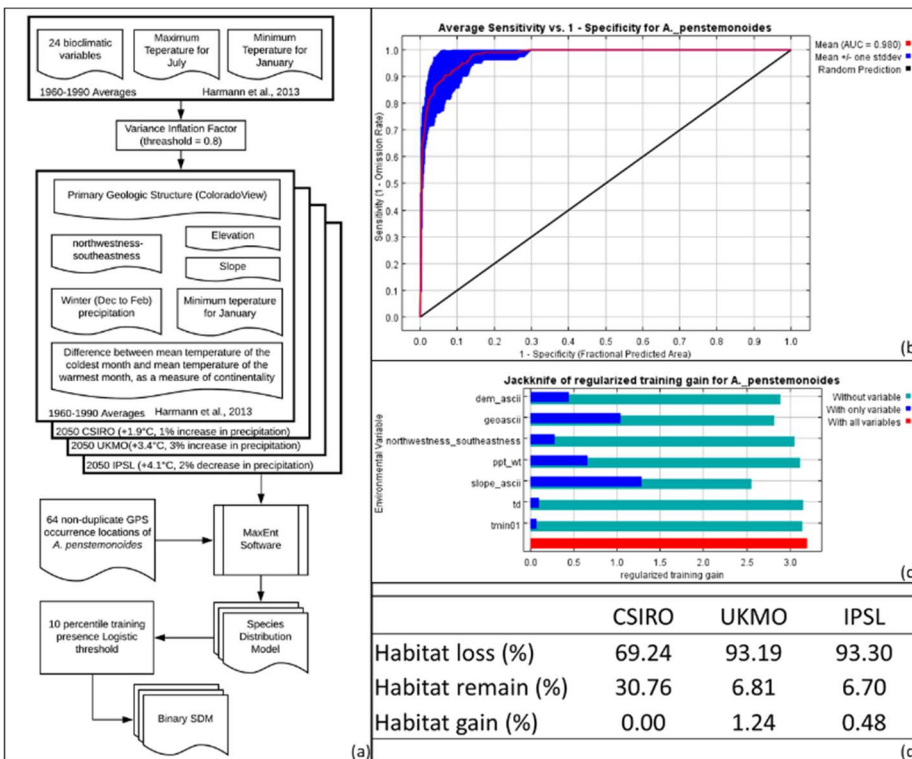 24 bioclimatic
variables
Maximum
Teperature for
July
Minimum
Teperature for
January
1960-1990 Averages
Harmann et al., 2013
Variance Inflation Factor
(threashold = 0.8)
Primary Geologic Structure (ColoradoView)
northwestness-
southeastness
Elevation
Slope
Winter (Dec to Feb)
precipitation
Minimum teperature
for January
Difference between mean temperature of the
coldest month and mean temperature of the
warmest month, as a measure of continentality
1960-1990 Averages
Harmann et al., 2013
2050 CSIRO (+1.9°C, 1% increase in precipitation)
2050 UKMO(+3.4°C, 3% increase in precipitation)
2050 IPSL (+4.1°C, 2% decrease in precipitation)
64 non-duplicate GPS
occurrence locations of
A. penstemonoides
MaxEnt
Software
10 percentile training
presence Logistic
threshold
Species
Distribution
Model
Binary SDM
(a)
Average Sensitivity vs. 1 - Specificity for A._penstemonoides
Mean (AUC = 0.980)
Mean +/- one stddev
Random Prediction
Sensitivity (1 - Omission Rate)
1.0
0.9
0.8
0.7
0.6
0.5
0.4
0.3
0.2
0.1
0.0
0.0 0.1 0.2 0.3 0.4 0.5 0.6 0.7 0.8 0.9 1.0
1 - Specificity (Fractional Predicted Area)
(b
Jackknife of regularized training gain for A._penstemonoides
Without variable
With only variable
With all variables
Environmental Variable
dem_ascii
geoascii
northwestness_southeastness
ppt_wt
slope_ascii
td
tmin01
0.0 0.5 1.0 1.5 2.0 2.5 3.0
regularized training gain
(c
CSIRO UKMO IPSL
Habitat loss (%) 69.24 93.19 93.30
Habitat remain (%) 30.76 6.81 6.70
Habitat gain (%) 0.00 1.24 0.48
(d